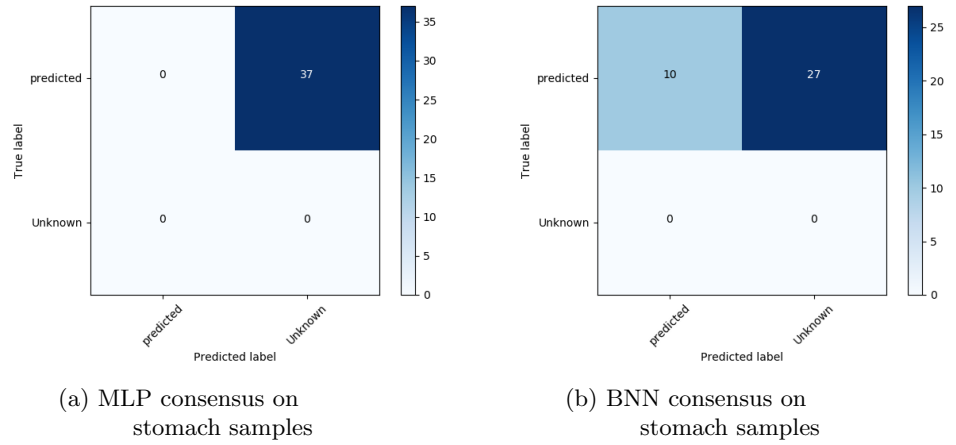 True label
predicted
Unknown
0
37
0
0
predicted
Unknown
Predicted label
35
30
25
20
15
10
5
0
(a) MLP consensus on
stomach samples
True label
predicted
Unknown
10
27
0
0
predicted
Unknown
Predicted label
25
20
15
10
5
0
(b) BNN consensus on
stomach samples